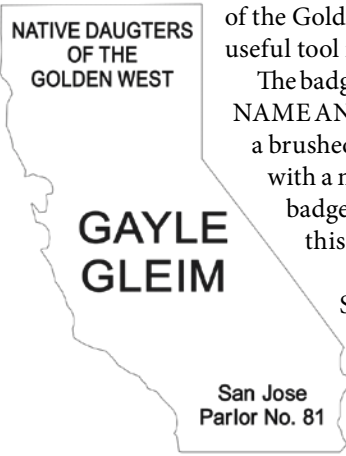 NATIVE DAUGTERS
OF THE
GOLDEN WEST
GAYLE
GLEIM
San Jose
Parlor No. 81
of the Gold
useful tool
The badg
NAME AN
a brushed
with a
badge
this
S